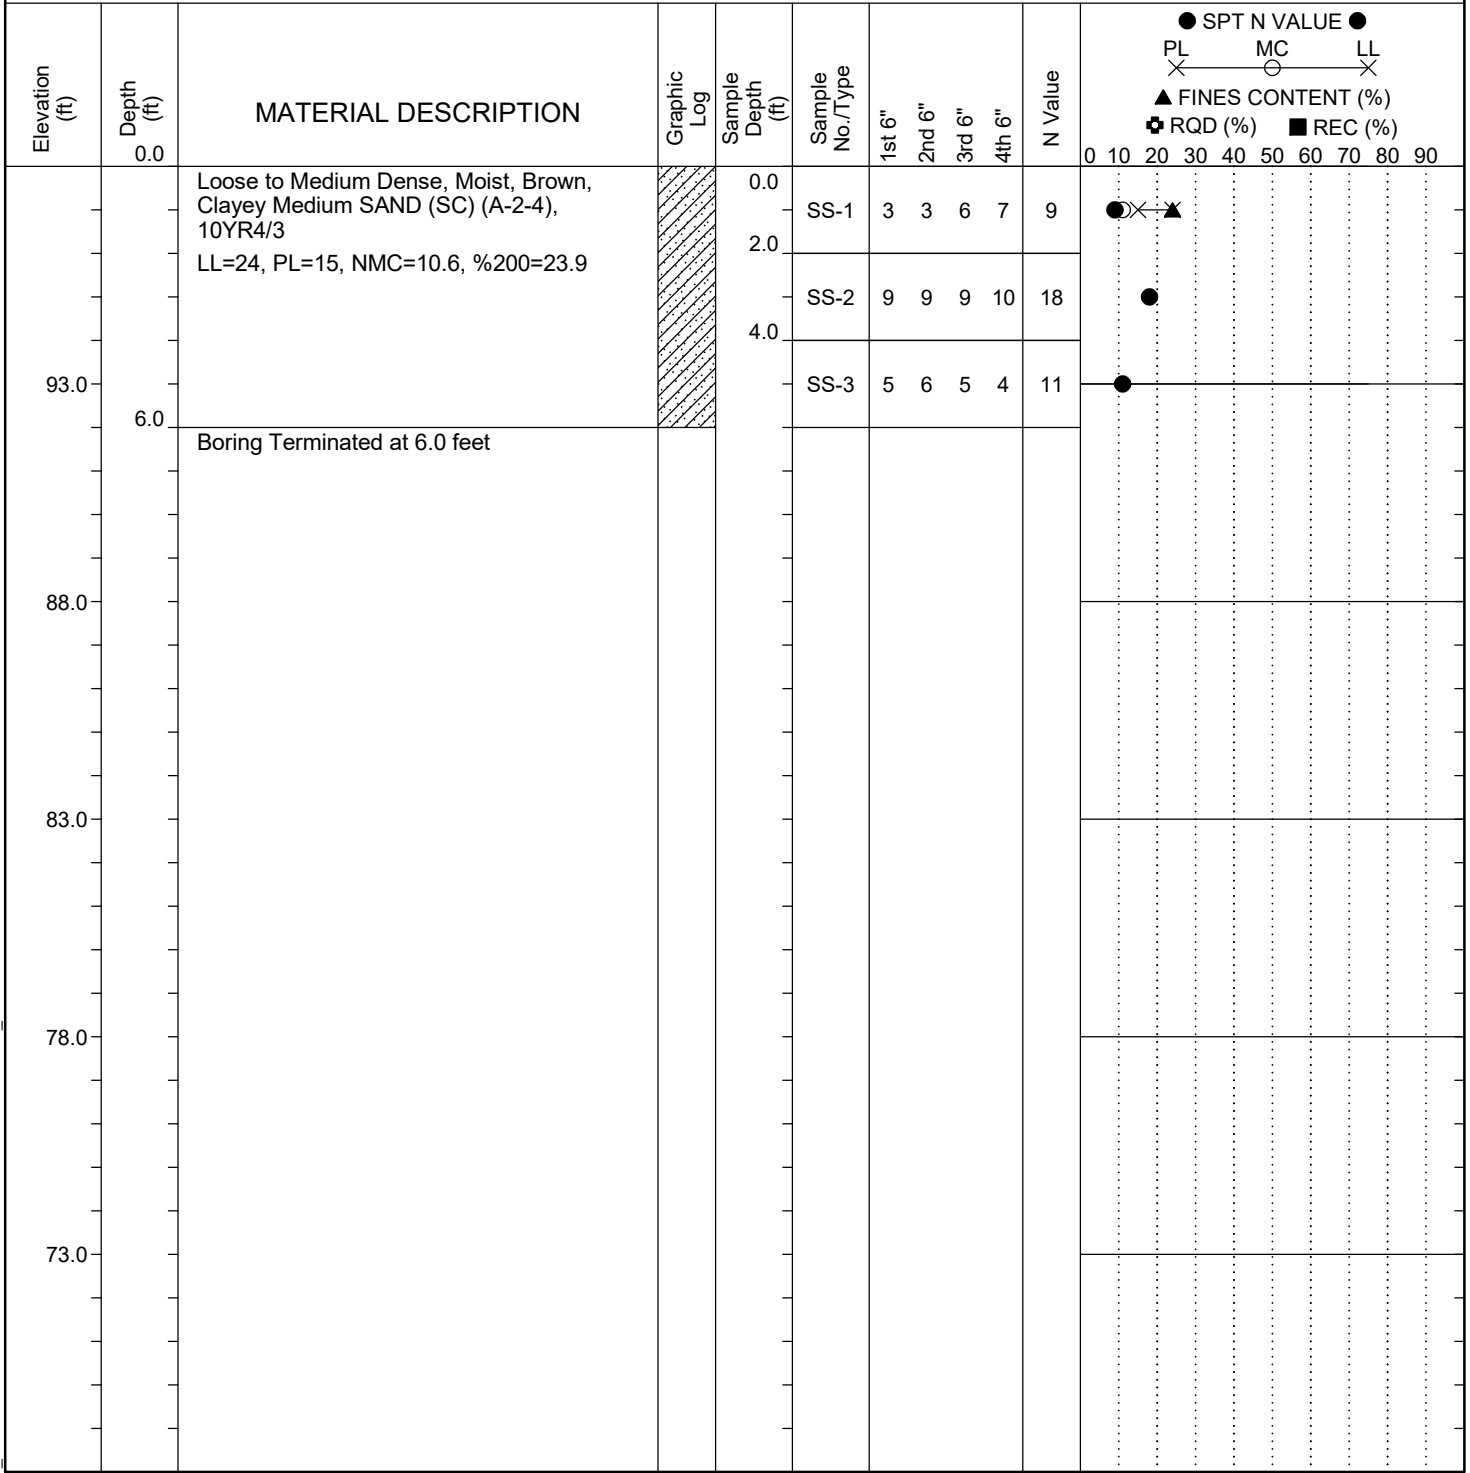 ● SPT N VALUE ●
PL MC LL
▲ FINES CONTENT (%)
RQD (%) ■ REC (%)
0 10 20 30 40 50 60 70 80 90
Elevation (ft)
Depth (ft)
0.0
MATERIAL DESCRIPTION
Graphic Log
Sample Depth (ft)
Sample No./Type
1st 6"
2nd 6"
3rd 6"
4th 6"
N Value
Loose to Medium Dense, Moist, Brown,
Clayey Medium SAND (SC) (A-2-4),
10YR4/3
LL=24, PL=15, NMC=10.6, %200=23.9
0.0
SS-1 3 3 6 7 9
2.0
SS-2 9 9 9 10 18
4.0
93.0
SS-3 5 6 5 4 11
6.0
Boring Terminated at 6.0 feet
88.0
83.0
78.0
73.0